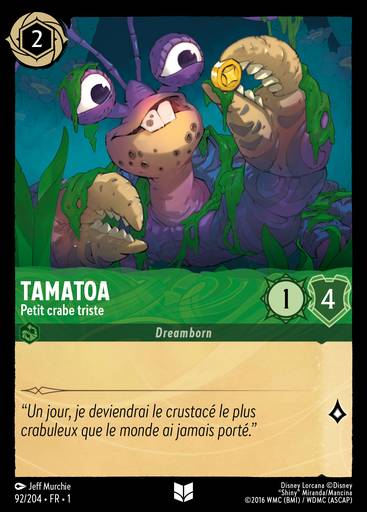 2
TAMATOA
Petit crabe triste
1
4
Dreamborn
“Un jour, je deviendrai le crustacé le plus
crabuleux que le monde ai jamais porté.”
Jeff Murchie
92/204 • FR • 1
Disney Lorcana ©Disney
"Shiny" Miranda/Mancina
©2016 WMC (BMI) / WDMC (ASCAP)